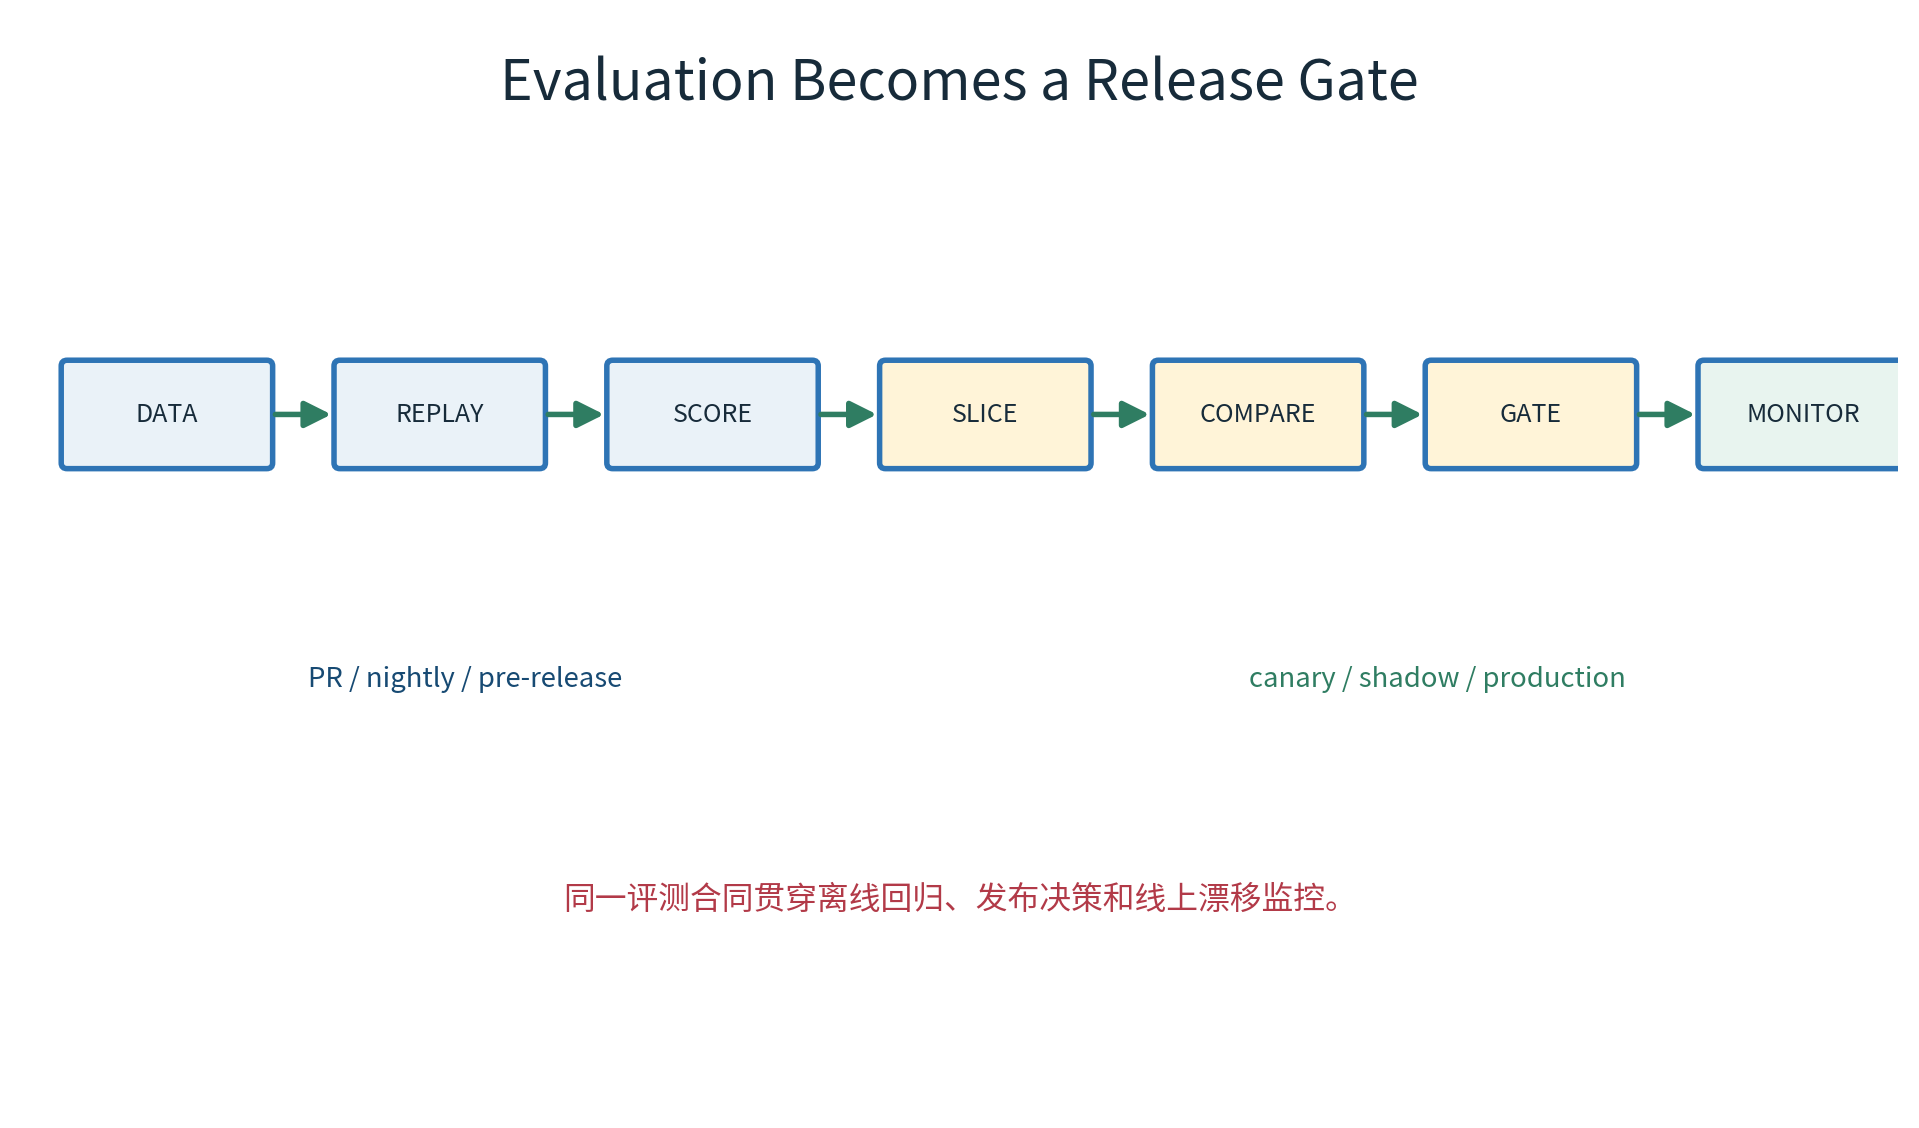 Evaluation Becomes a Release Gate
DATA
REPLAY
SCORE
SLICE
COMPARE
GATE
MONITOR
PR / nightly / pre-release
canary / shadow / production
同一评测合同贯穿离线回归、发布决策和线上漂移监控。